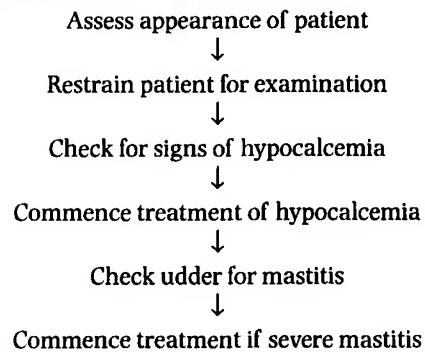 Assess appearance of patient
↓
Restrain patient for examination
↓
Check for signs of hypocalcemia
↓
Commence treatment of hypocalcemia
↓
Check udder for mastitis
↓
Commence treatment if severe mastitis